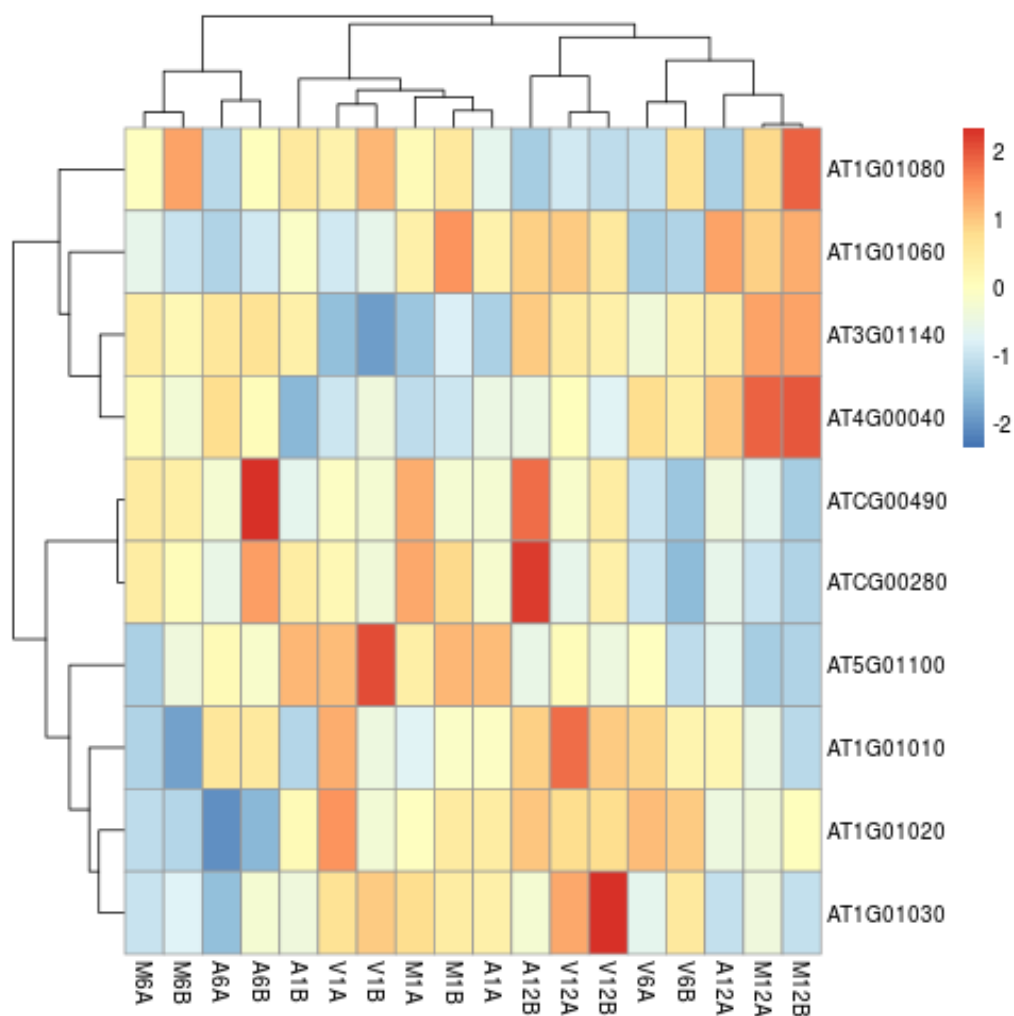 AT1G01080
AT1G01060
AT3G01140
AT4G00040
ATCG00490
ATCG00280
AT5G01100
AT1G01010
AT1G01020
AT1G01030
2
1
0
-1
-2
M6A M6B A6A A6B A1B V1A V1B M1A M1B A1A A12B V12A V12B V6A V6B A12A M12A M12B